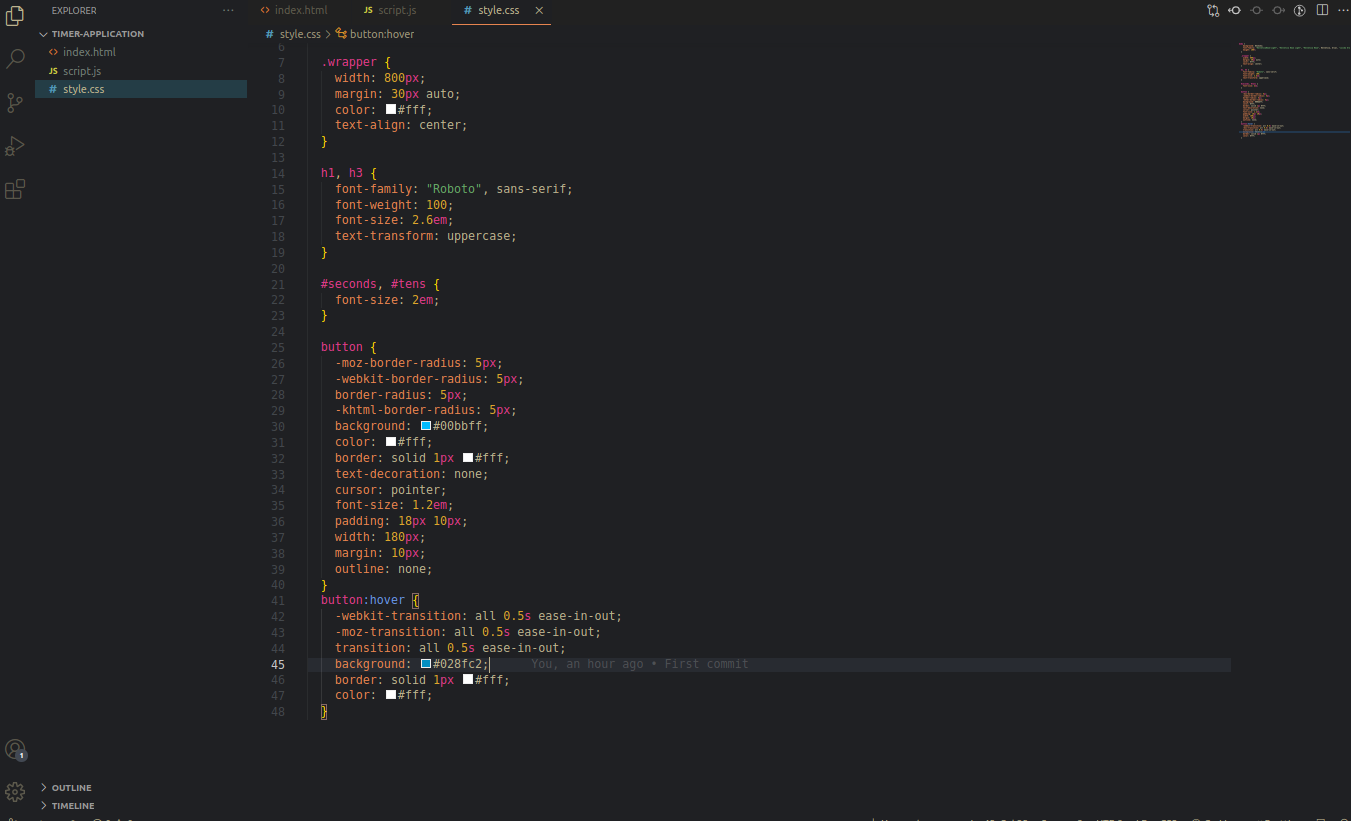 EXPLORER
TIMER-APPLICATION
index.html
JS script.js
# style.css
OUTLINE
TIMELINE
1
index.html JS script.js # style.css
# style.css > button:hover
6
7 .wrapper {
8 width: 800px;
9 margin: 30px auto;
10 color: #fff;
11 text-align: center;
12 }
13
14 h1, h3 {
15 font-family: "Roboto", sans-serif;
16 font-weight: 100;
17 font-size: 2.6em;
18 text-transform: uppercase;
19 }
20
21 #seconds, #tens {
22 font-size: 2em;
23 }
24
25 button {
26 -moz-border-radius: 5px;
27 -webkit-border-radius: 5px;
28 border-radius: 5px;
29 -khtml-border-radius: 5px;
30 background: #00bbff;
31 color: #fff;
32 border: solid 1px #fff;
33 text-decoration: none;
34 cursor: pointer;
35 font-size: 1.2em;
36 padding: 18px 10px;
37 width: 180px;
38 margin: 10px;
39 outline: none;
40 }
41 button:hover {
42 -webkit-transition: all 0.5s ease-in-out;
43 -moz-transition: all 0.5s ease-in-out;
44 transition: all 0.5s ease-in-out;
45 background: #028fc2; You, an hour ago • First commit
46 border: solid 1px #fff;
47 color: #fff;
48 }